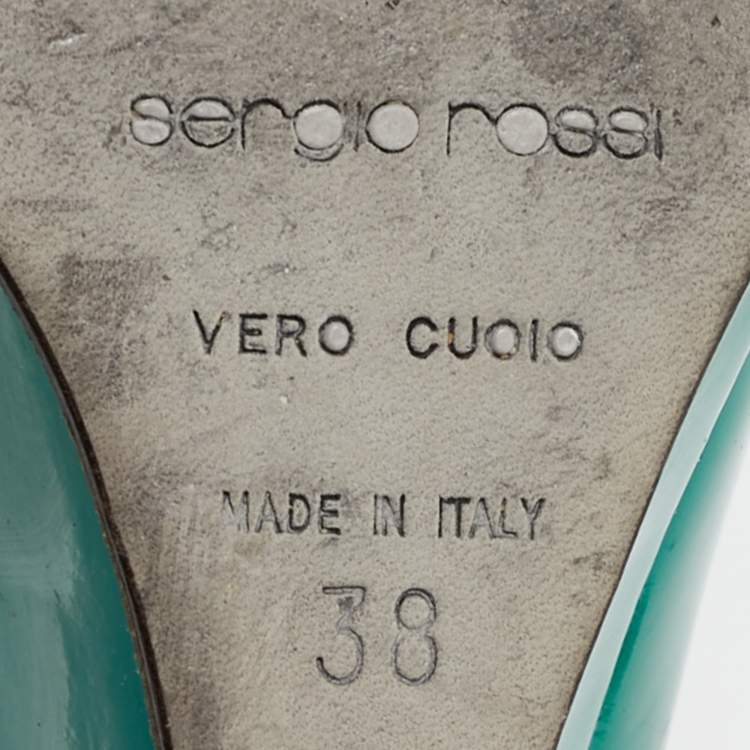 sergio rossi
VERO CUOIO
MADE IN ITALY
38